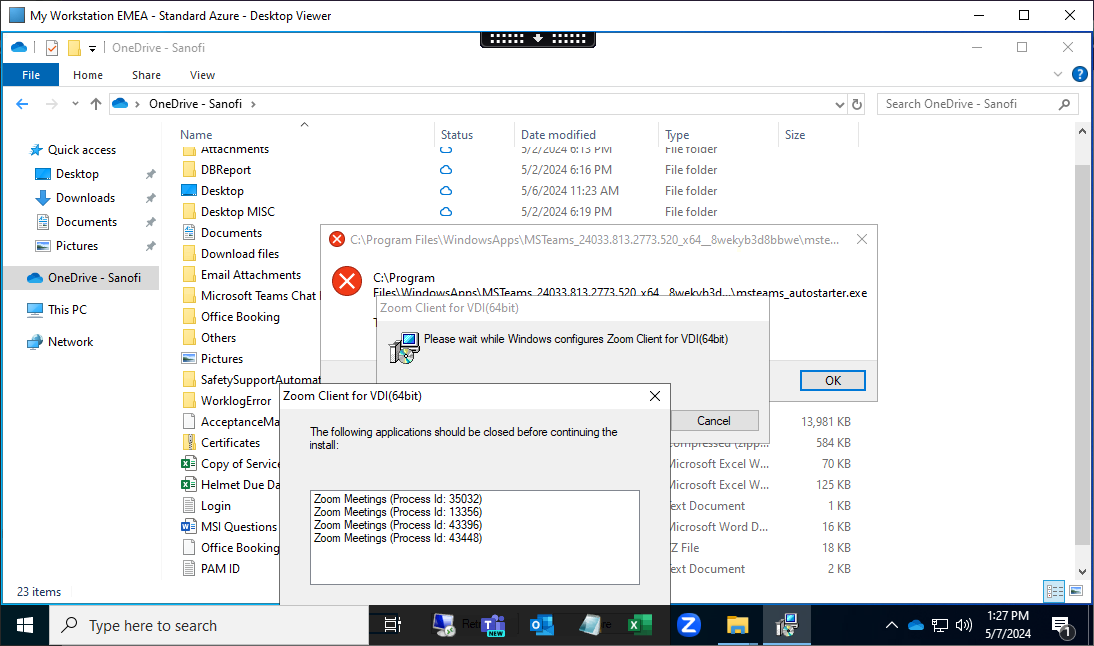 My Workstation EMEA - Standard Azure - Desktop Viewer
OneDrive - Sanofi
File Home Share View
OneDrive - Sanofi
Search OneDrive - Sanofi
Name Status Date modified Type Size
Quick access
Desktop
Downloads
Documents
Pictures
OneDrive - Sanofi
This PC
Network
Attachments 5/2/2024 6:13 PM File folder
DBReport 5/2/2024 6:16 PM File folder
Desktop 5/6/2024 11:23 AM File folder
Desktop MISC 5/2/2024 6:19 PM File folder
Documents
Download files
Email Attachments
Microsoft Teams Chat
Office Booking
Others
Pictures
SafetySupportAutomat
WorklogError
AcceptanceMa 13,981 KB
Certificates ompressed (zipp... 584 KB
Copy of Service Microsoft Excel W... 70 KB
Helmet Due Da Microsoft Excel W... 125 KB
Login ext Document 1 KB
MSI Questions Microsoft Word D... 16 KB
Office Booking Z File 18 KB
PAM ID ext Document 2 KB
C:\Program Files\WindowsApps\MSTeams_24033.813.2773.520_x64__8wekyb3d8bbwe\mste...
C:\Program
Files\WindowsApps\MSTeams_24033.813.2773.520_x64__8wekyb3d...\msteams_autostarter.exe
OK
Zoom Client for VDI(64bit)
Please wait while Windows configures Zoom Client for VDI(64bit)
Cancel
Zoom Client for VDI(64bit)
The following applications should be closed before continuing the
install:
Zoom Meetings (Process Id: 35032)
Zoom Meetings (Process Id: 13356)
Zoom Meetings (Process Id: 43396)
Zoom Meetings (Process Id: 43448)
23 items
Type here to search
NEW
1:27 PM
5/7/2024
1